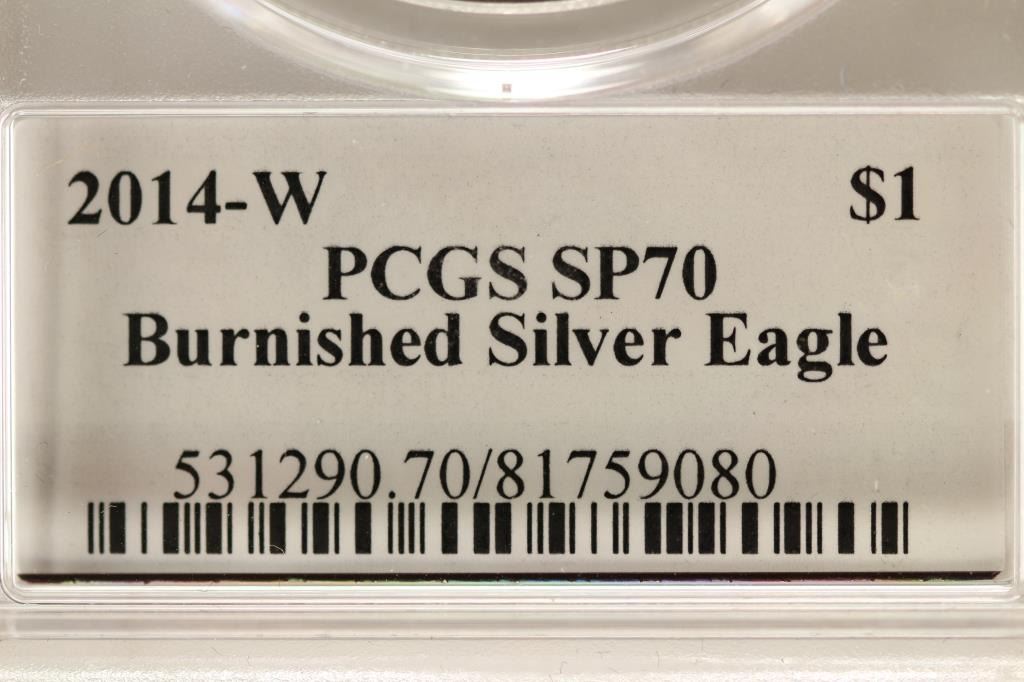 2014-W $1
PCGS SP70
Burnished Silver Eagle
531290.70/81759080